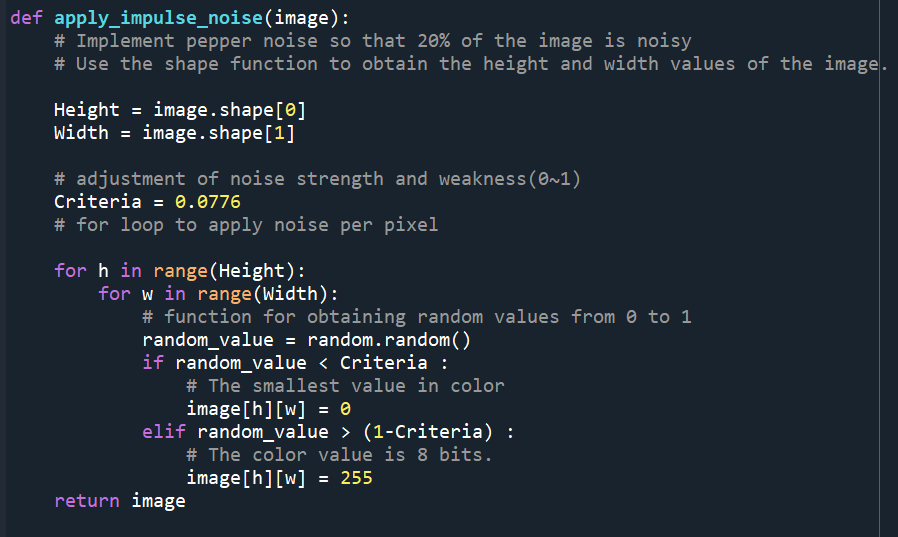 def apply_impulse_noise(image):
    # Implement pepper noise so that 20% of the image is noisy
    # Use the shape function to obtain the height and width values of the image.

    Height = image.shape[0]
    Width = image.shape[1]

    # adjustment of noise strength and weakness(0~1)
    Criteria = 0.0776
    # for loop to apply noise per pixel

    for h in range(Height):
        for w in range(Width):
            # function for obtaining random values from 0 to 1
            random_value = random.random()
            if random_value < Criteria :
                # The smallest value in color
                image[h][w] = 0
            elif random_value > (1-Criteria) :
                # The color value is 8 bits.
                image[h][w] = 255
    return image